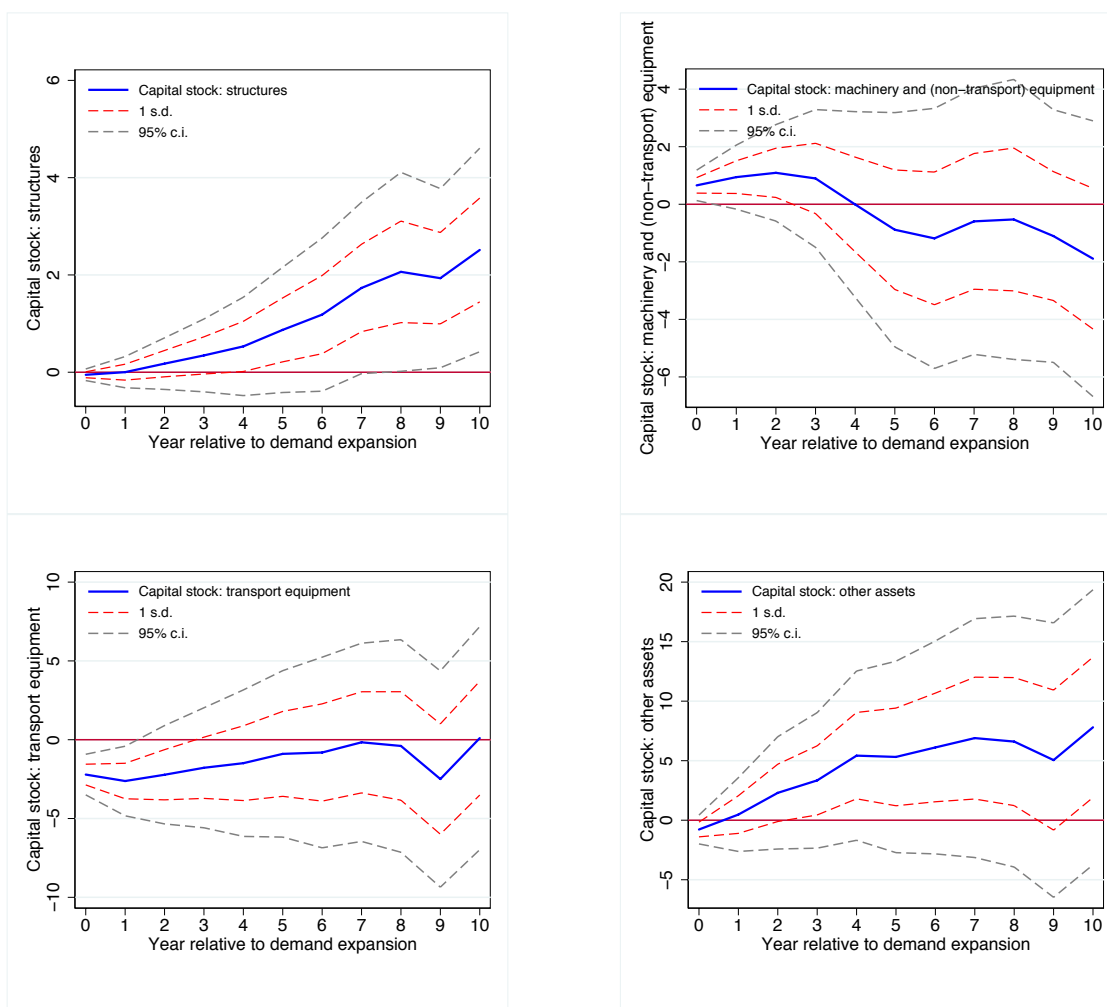 Capital stock: structures
6
4
2
0
Capital stock: structures
1 s.d.
95% c.i.
0 1 2 3 4 5 6 7 8 9 10
Year relative to demand expansion
Capital stock: machinery and (non−transport) equipment
4
2
0
−2
−4
−6
Capital stock: machinery and (non−transport) equipment
1 s.d.
95% c.i.
0 1 2 3 4 5 6 7 8 9 10
Year relative to demand expansion
Capital stock: transport equipment
10
5
0
−5
−10
Capital stock: transport equipment
1 s.d.
95% c.i.
0 1 2 3 4 5 6 7 8 9 10
Year relative to demand expansion
Capital stock: other assets
20
15
10
5
0
−5
Capital stock: other assets
1 s.d.
95% c.i.
0 1 2 3 4 5 6 7 8 9 10
Year relative to demand expansion